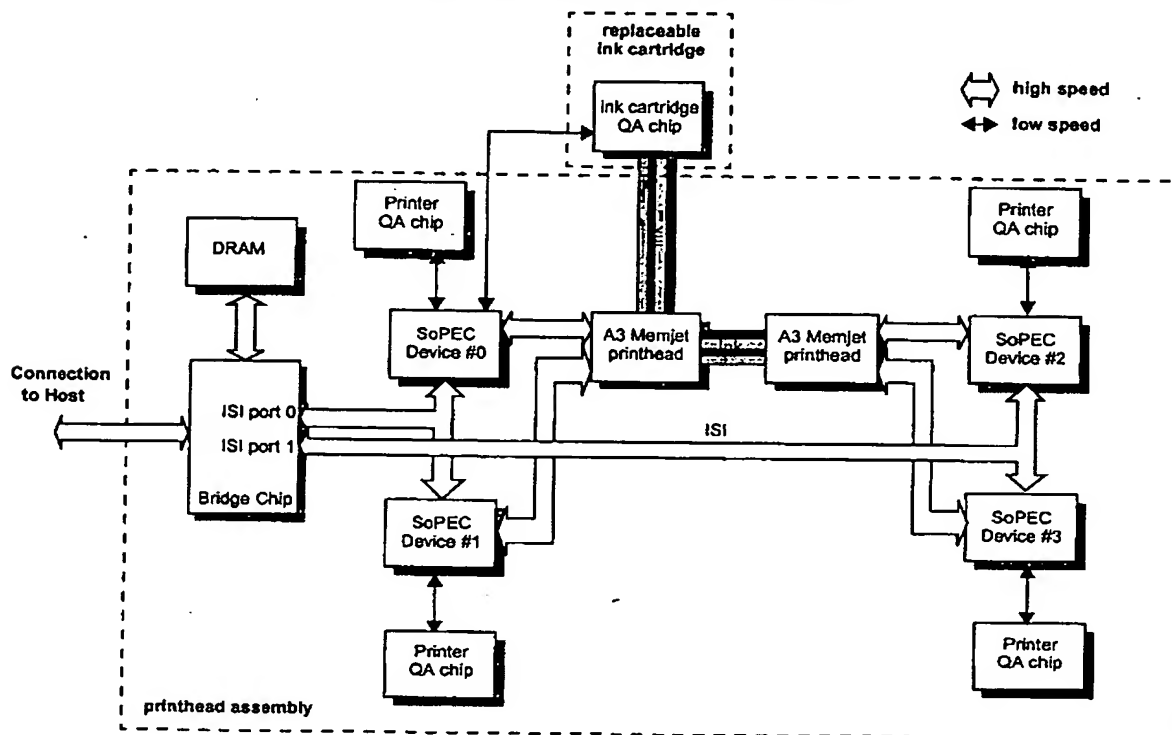 replaceable
ink cartridge
ink cartridge
QA chip
high speed
low speed
Printer
QA chip
Printer
QA chip
DRAM
SoPEC
Device #0
A3 Memjet
printhead
Ink
A3 Memjet
printhead
SoPEC
Device #2
Connection
to Host
ISI port 0
ISI port 1
Bridge Chip
ISI
SoPEC
Device #1
SoPEC
Device #3
Printer
QA chip
Printer
QA chip
printhead assembly